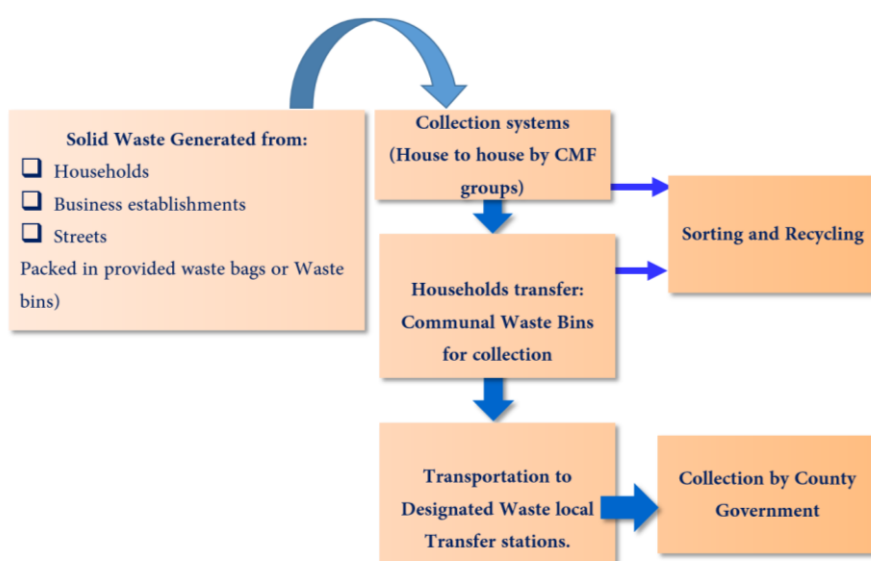 Solid Waste Generated from:
Households
Business establishments
Streets
Packed in provided waste bags or Waste
bins)
Collection systems
(House to house by CMF
groups)
Sorting and Recycling
Households transfer:
Communal Waste Bins
for collection
Transportation to
Designated Waste local
Transfer stations.
Collection by County
Government